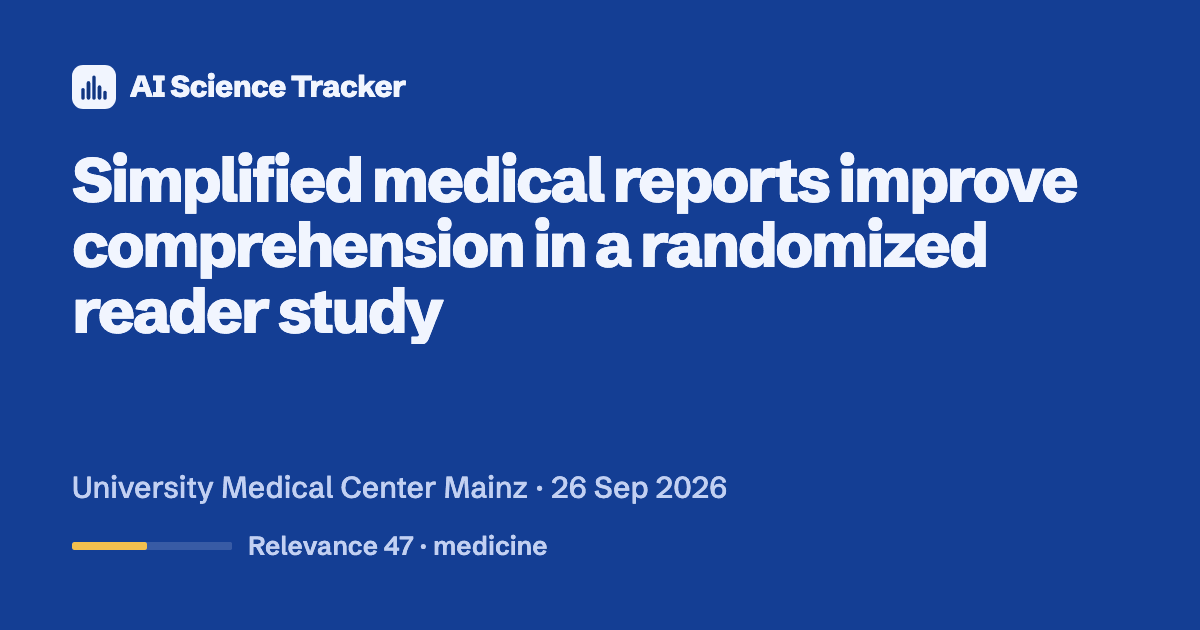 AI Science Tracker
Simplified medical reports improve
comprehension in a randomized
reader study
University Medical Center Mainz · 26 Sep 2026
Relevance 47 · medicine